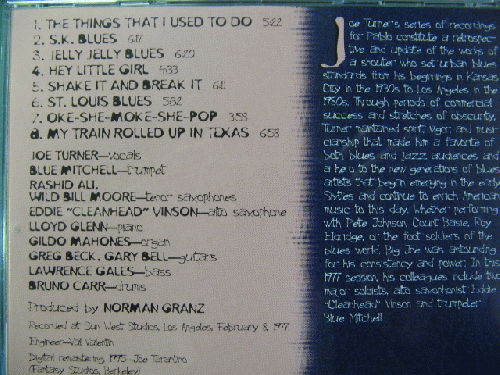 1. THE THINGS THAT I USED TO DO 5:22
2. S.K. BLUES 6:17
3. JELLY JELLY BLUES 6:20
4. HEY LITTLE GIRL 4:33
5. SHAKE IT AND BREAK IT 6:11
6. ST. LOUIS BLUES 5:32
7. OKE-SHE-MOKE-SHE-POP 3:53
8. MY TRAIN ROLLED UP IN TEXAS 6:53
JOE TURNER—vocals
BLUE MITCHELL—trumpet
RASHID ALI,
WILD BILL MOORE—tenor saxophones
EDDIE "CLEANHEAD" VINSON—alto saxophone
LLOYD GLENN—piano
GILDO MAHONES—organ
GREG BECK, GARY BELL—guitars
LAWRENCE GALES—bass
BRUNO CARR—drums
Produced by NORMAN GRANZ
Recorded at Sun West Studios, Los Angeles, February 8, 1977.
Engineer—Val Valentin
Digital remastering, 1995—Joe Tarantino
(Fantasy Studios, Berkeley)
Joe Turner's series of recordings
for Pablo constitute a retrospec-
tive and update of the works of
a shouter who set urban blues
standards from his beginnings in Kansas
City in the 1930s to Los Angeles in the
1980s. Through periods of commercial
success and stretches of obscurity,
Turner maintained spirit, vigor, and musi-
cianship that made him a favorite of
both blues and jazz audiences and
a hero to the new generations of blues
artists that began emerging in the early
Sixties and continue to enrich American
music to this day. Whether performing
with Pete Johnson, Count Basie, Roy
Eldridge, or the foot soldiers of the
blues world, Big Joe was astounding
for his consistency and power. In this
1977 session, his colleagues include two
major soloists, alto saxophonist Eddie
"Cleanhead" Vinson and trumpeter
Blue Mitchell.